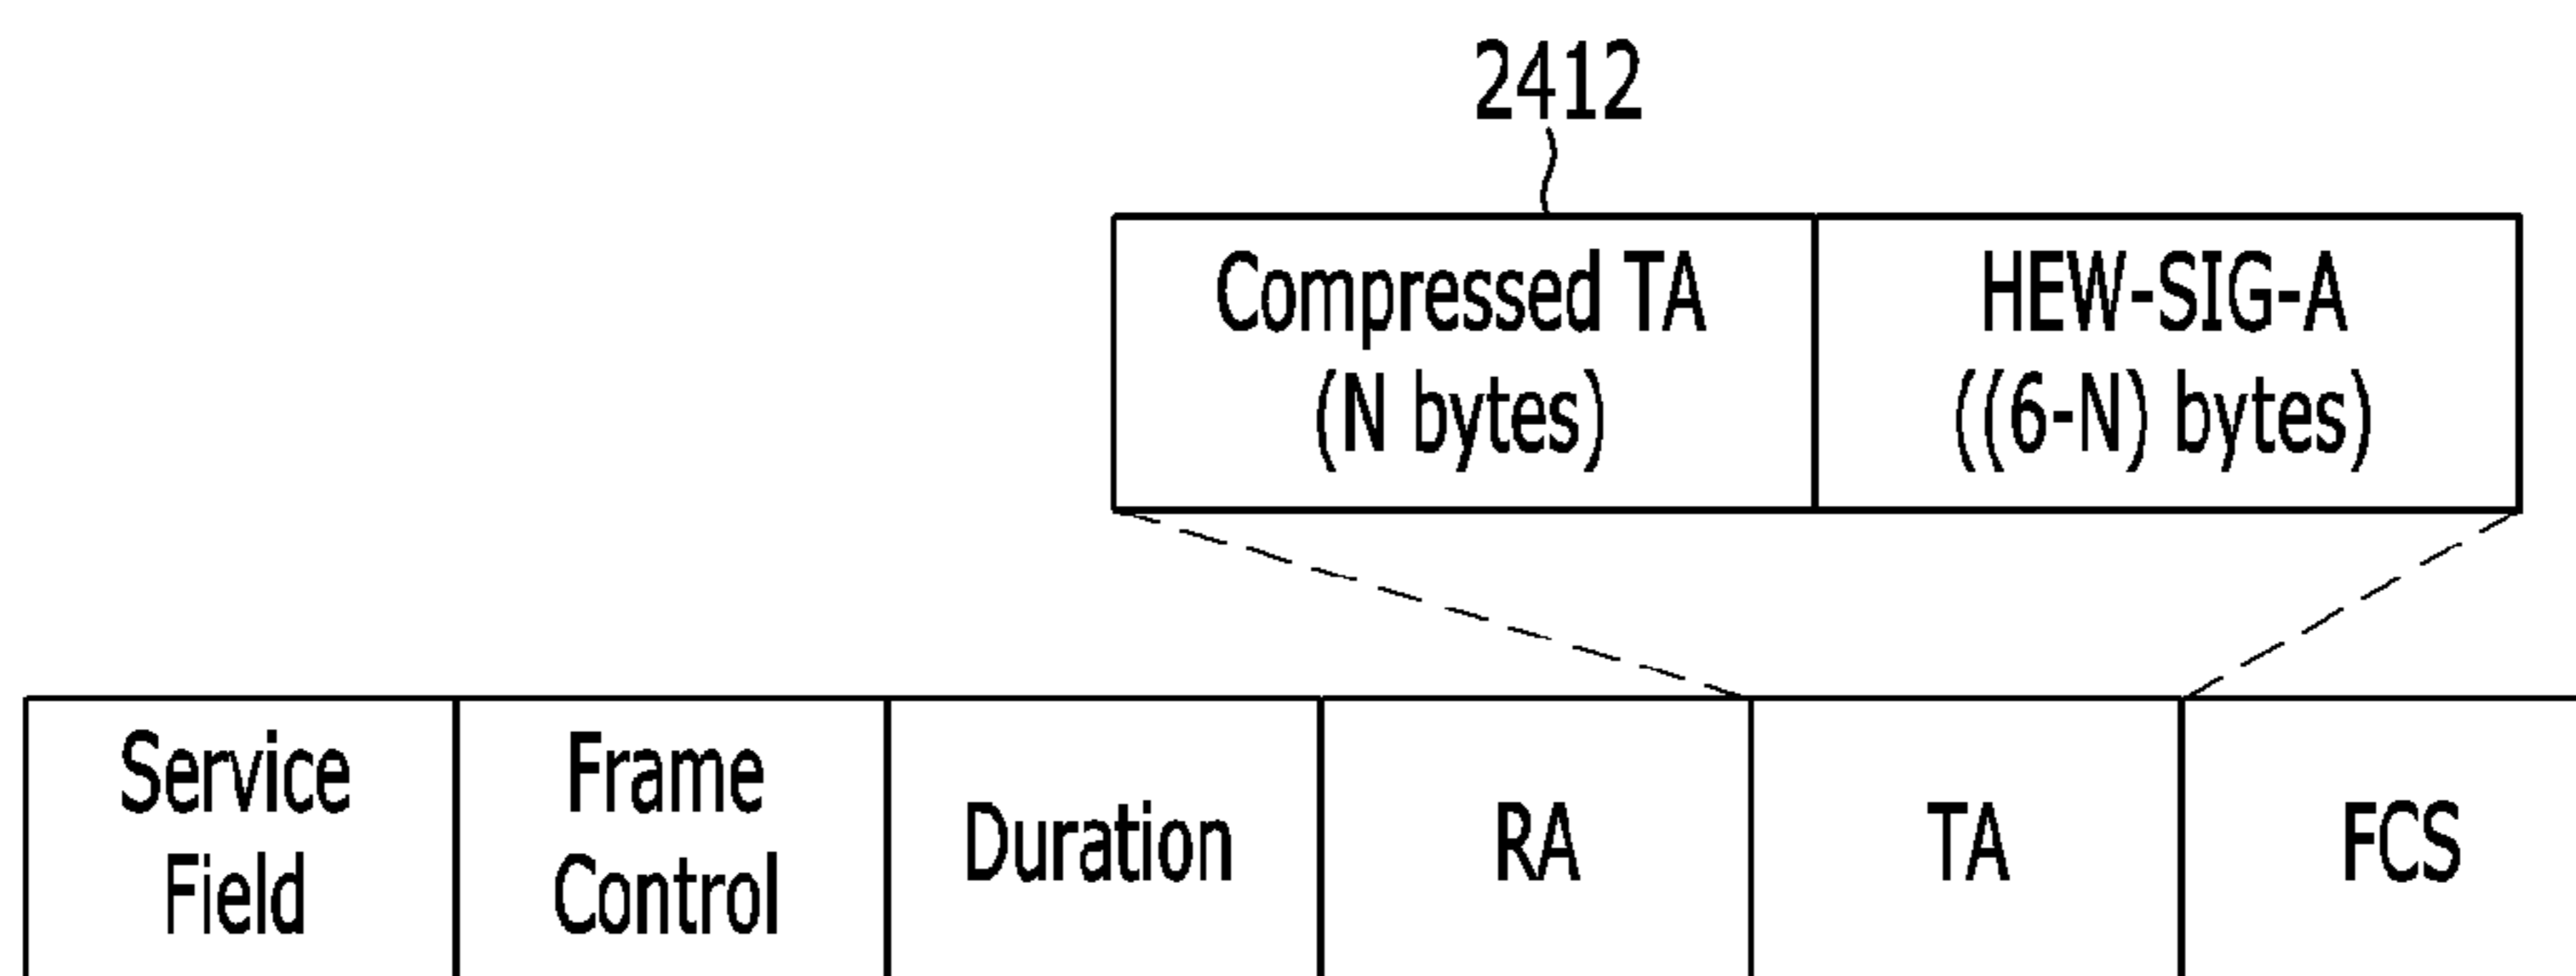 2412
Compressed TA
(N bytes)
HEW-SIG-A
((6-N) bytes)
Service
Field
Frame
Control
Duration
RA
TA
FCS